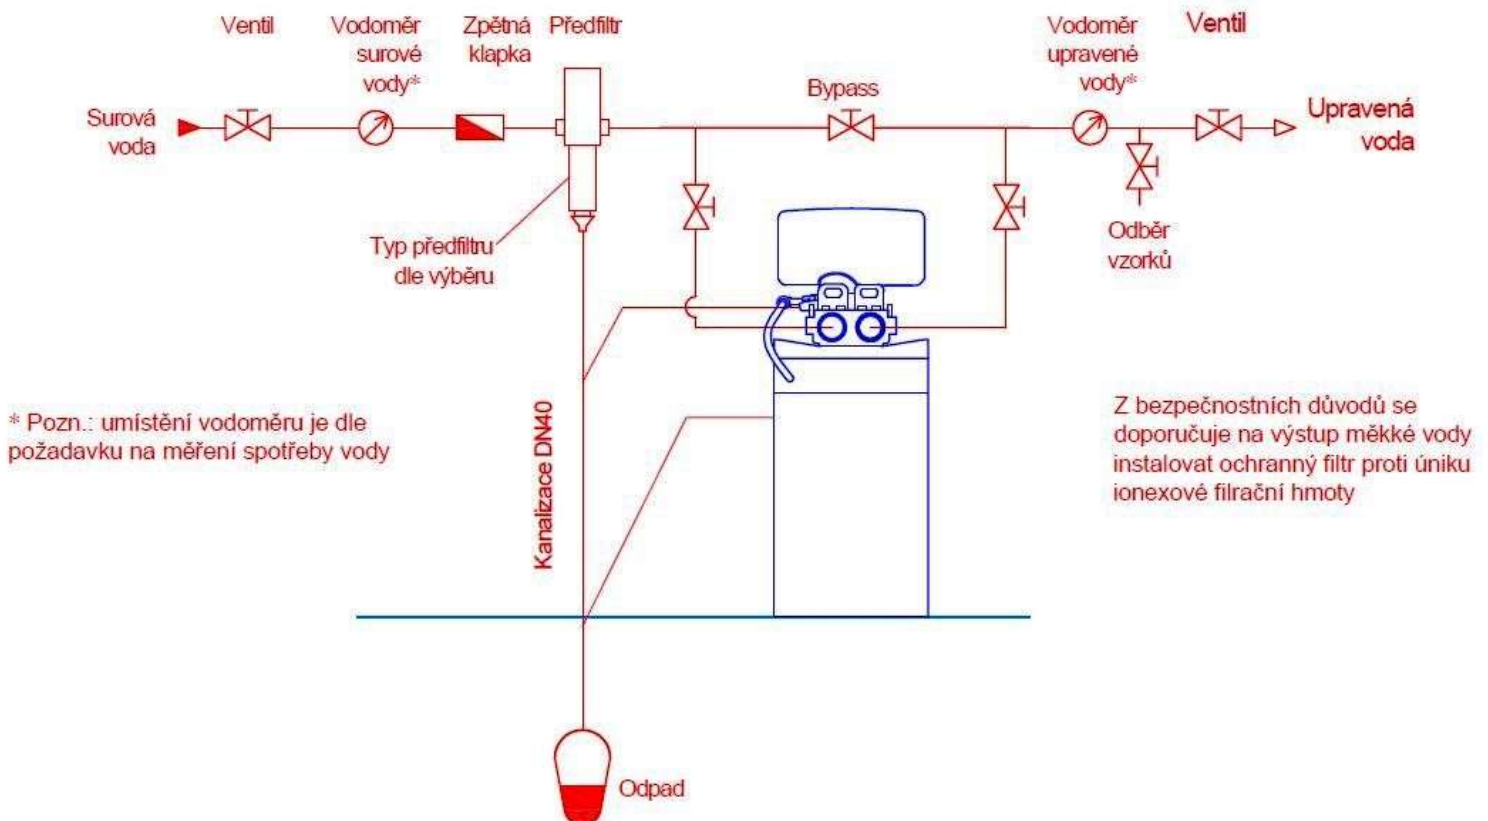 Ventil
Vodoměr
surové
vody*
Zpětná
klapka
Předfiltr
Bypass
Vodoměr
upravené
vody*
Ventil
Surová
voda
Upravená
voda
Typ předfiltru
dle výběru
Odběr
vzorků
* Pozn.: umístění vodoměru je dle
požadavku na měření spotřeby vody
Kanalizace DN40
Z bezpečnostních důvodů se
doporučuje na výstup měkké vody
instalovat ochranný filtr proti úniku
ionexové filrační hmoty
Odpad